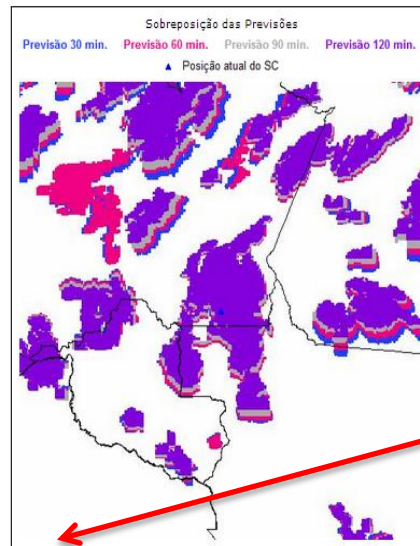 Sobreposição das Previsões
Previsão 30 min. Previsão 60 min. Previsão 90 min. Previsão 120 min.
Posição atual do SC